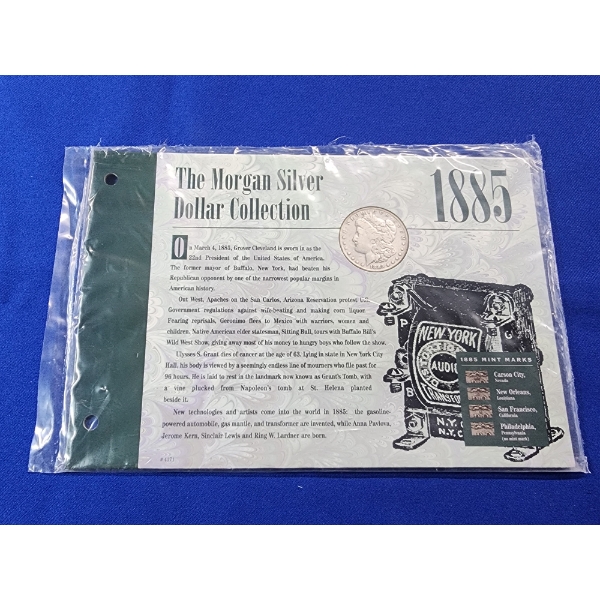 The Morgan Silver
Dollar Collection
1885
On March 4, 1885, Grover Cleveland is sworn in as the
22nd President of the United States of America.
The former mayor of Buffalo, New York, had beaten his
Republican opponent by one of the narrowest popular margins in
American history.
Out West, Apaches on the San Carlos, Arizona Reservation protest U.S.
Government regulations against wife-beating and making corn liquor.
Fearing reprisals, Geronimo flees to Mexico with warriors, women and
children. Native American elder statesman, Sitting Bull, tours with Buffalo Bill's
Wild West Show, giving away most of his money to hungry boys who follow the show.
Ulysses S. Grant dies of cancer at the age of 63. Lying in state in New York City
Hall, his body is viewed by a seemingly endless line of mourners who file past for
96 hours. He is laid to rest in the landmark now known as Grant's Tomb, with
a vine plucked from Napoleon's tomb at St. Helena planted
beside it.
New technologies and artists come into the world in 1885: the gasoline-
powered automobile, gas mantle, and transformer are invented, while Anna Pavlova,
Jerome Kern, Sinclair Lewis and Ring W. Lardner are born.
P
G
B
NEW YORK
AUDIO
TRANSFORM
N.Y.
N.Y.
1885 MINT MARKS
Carson City,
Nevada
New Orleans,
Louisiana
San Francisco,
California
Philadelphia,
Pennsylvania
(no mint mark)